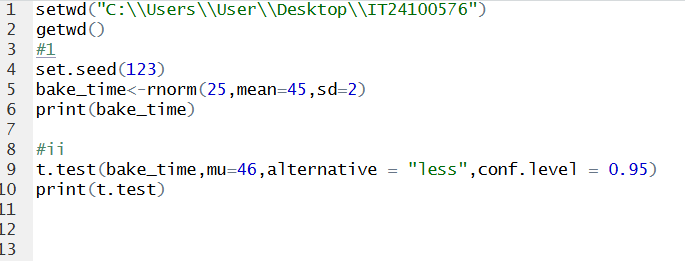 1 setwd("C:\\Users\\User\\Desktop\\IT24100576")
2 getwd()
3 #1
4 set.seed(123)
5 bake_time<-rnorm(25,mean=45,sd=2)
6 print(bake_time)
7
8 #ii
9 t.test(bake_time,mu=46,alternative = "less",conf.level = 0.95)
10 print(t.test)
11
12
13